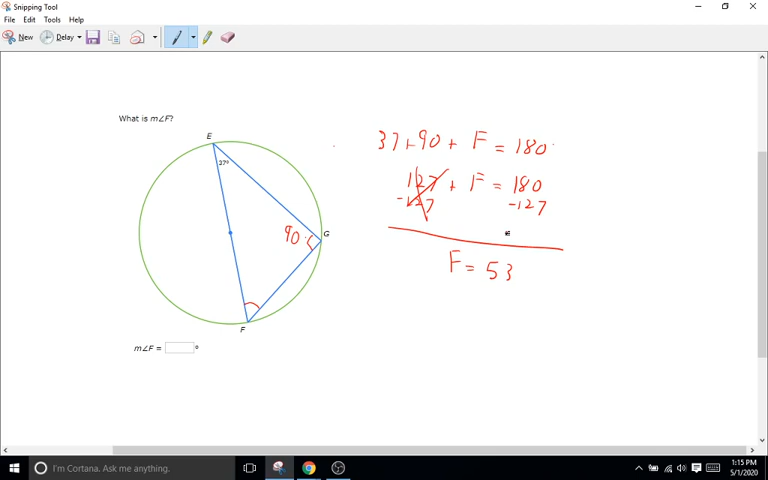 Snipping Tool
File Edit Tools Help
New Delay
What is m∠F?
E
37°
G
90.
F
m∠F = °
37+90 + F = 180.
127 + F = 180
-127 -127
F = 53
I'm Cortana. Ask me anything.
1:15 PM
5/1/2020